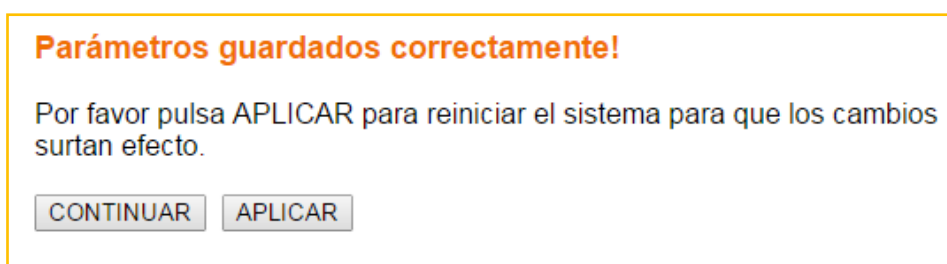 Parámetros guardados correctamente!
Por favor pulsa APLICAR para reiniciar el sistema para que los cambios
surtan efecto.
CONTINUAR APLICAR